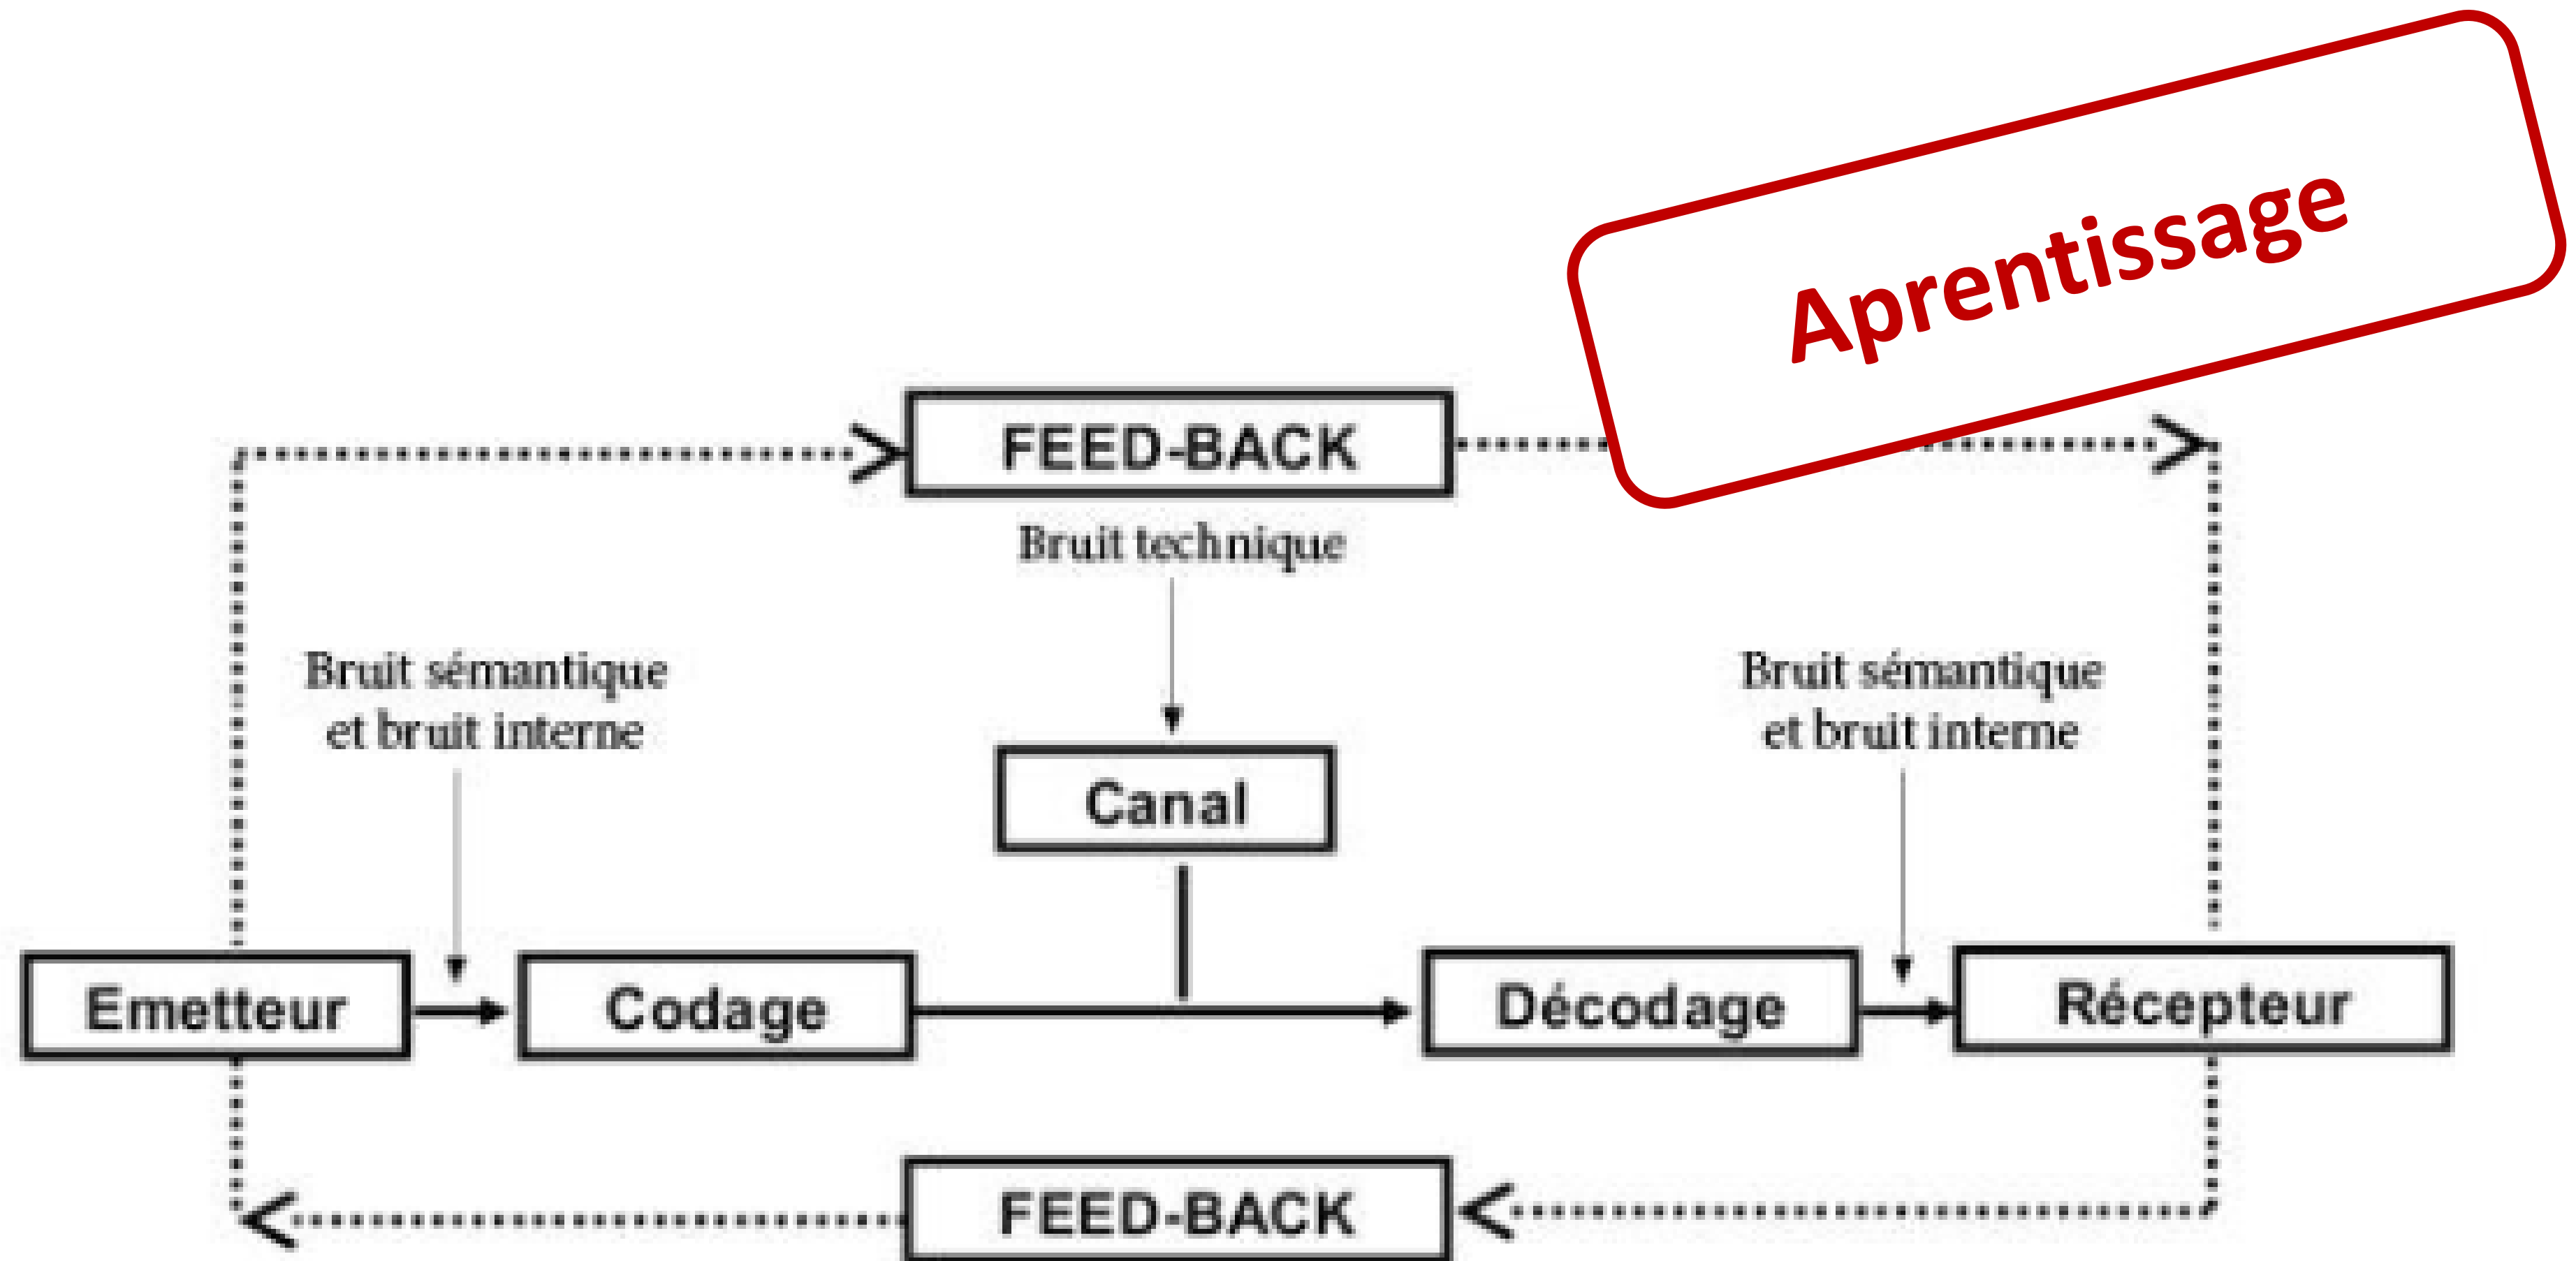 Aprentissage
FEED-BACK
Bruit technique
Bruit sémantique
et bruit interne
Bruit sémantique
et bruit interne
Canal
Emetteur
Codage
Décodage
Récepteur
FEED-BACK